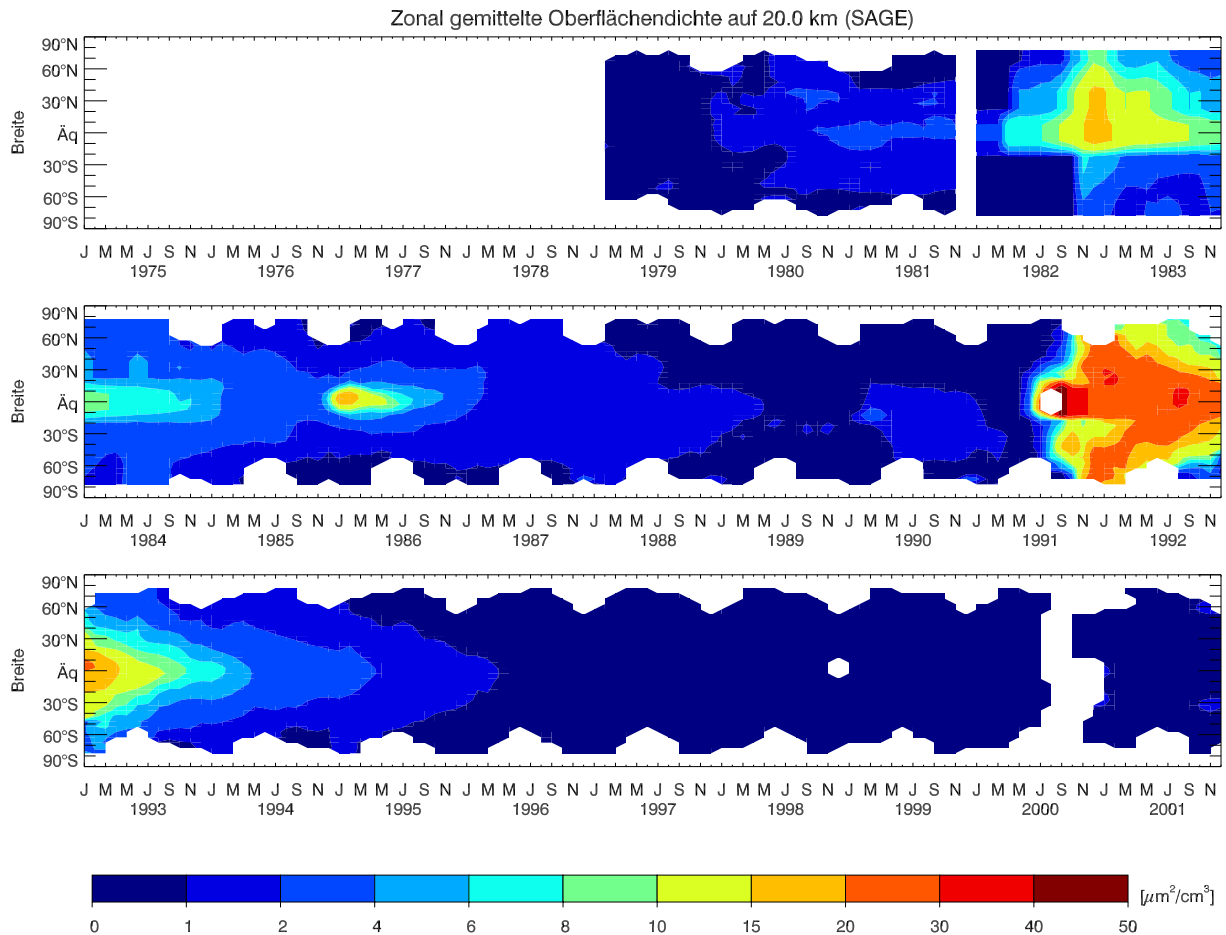 Zonal gemittelte Oberflächendichte auf 20.0 km (SAGE)
90°N
60°N
30°N
Äq
30°S
60°S
90°S
Breite
J M M J S N J M M J S N J M M J S N J M M J S N J M M J S N J M M J S N J M M J S N J M M J S N J M M J S N
1975 1976 1977 1978 1979 1980 1981 1982 1983
90°N
60°N
30°N
Äq
30°S
60°S
90°S
Breite
J M M J S N J M M J S N J M M J S N J M M J S N J M M J S N J M M J S N J M M J S N J M M J S N J M M J S N
1984 1985 1986 1987 1988 1989 1990 1991 1992
90°N
60°N
30°N
Äq
30°S
60°S
90°S
Breite
J M M J S N J M M J S N J M M J S N J M M J S N J M M J S N J M M J S N J M M J S N J M M J S N J M M J S N
1993 1994 1995 1996 1997 1998 1999 2000 2001
[μm²/cm³]
0 1 2 4 6 8 10 15 20 30 40 50